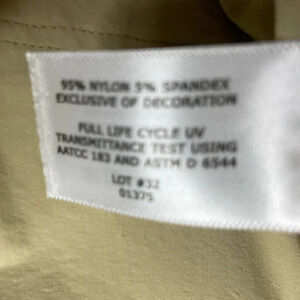 95% NYLON 5% SPANDEX
EXCLUSIVE OF DECORATION
FULL LIFE CYCLE UV
TRANSMITTANCE TEST USING
AATCC 183 AND ASTM D 6544
LOT #32
01375